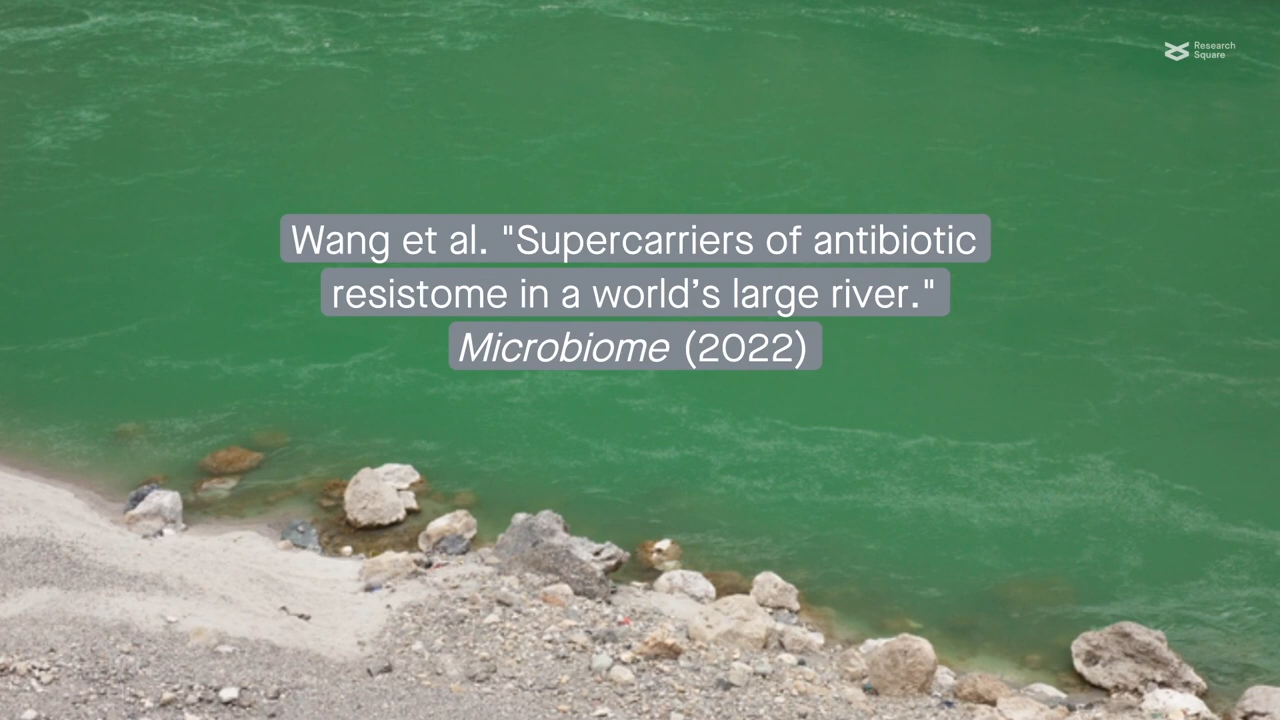 Research
Square
Wang et al. "Supercarriers of antibiotic
resistome in a world’s large river."
Microbiome (2022)